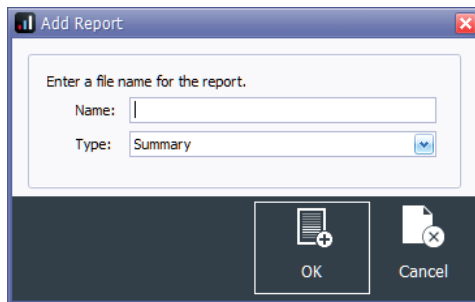 Add Report
Enter a file name for the report.
Name:
Type: Summary
OK Cancel